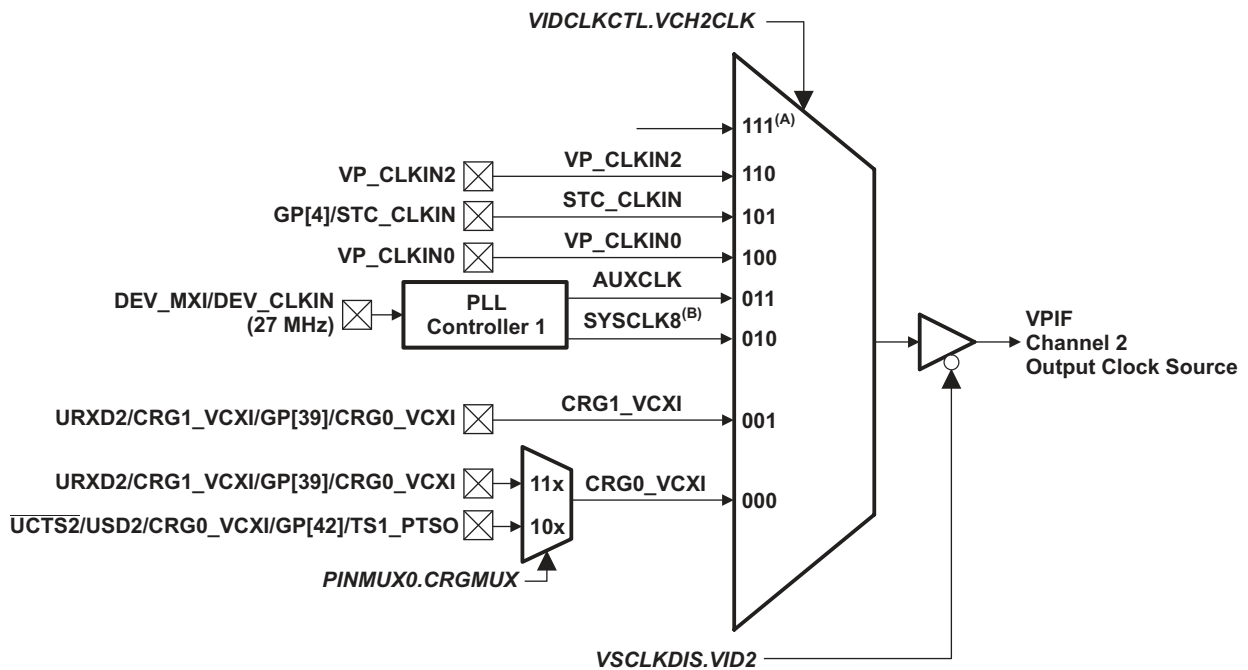 VIDCLKCTL.VCH2CLK
111(A)
VP_CLKIN2
VP_CLKIN2
110
GP[4]/STC_CLKIN
STC_CLKIN
101
VP_CLKIN0
VP_CLKIN0
100
DEV_MXI/DEV_CLKIN
(27 MHz)
PLL
Controller 1
AUXCLK
011
SYSCLK8(B)
010
VPIF
Channel 2
Output Clock Source
URXD2/CRG1_VCXI/GP[39]/CRG0_VCXI
CRG1_VCXI
001
URXD2/CRG1_VCXI/GP[39]/CRG0_VCXI
11x
CRG0_VCXI
000
UCTS2/USD2/CRG0_VCXI/GP[42]/TS1_PTSO
10x
PINMUX0.CRGMUX
VSCLKDIS.VID2